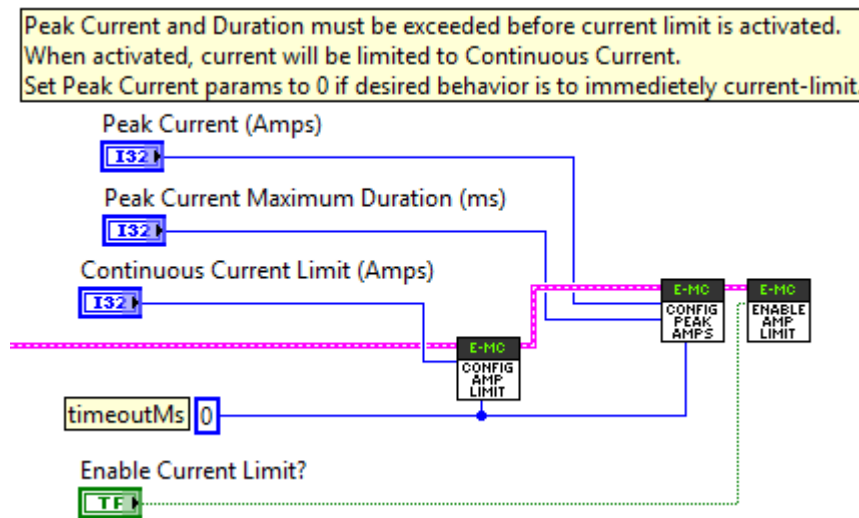 Peak Current and Duration must be exceeded before current limit is activated.
When activated, current will be limited to Continuous Current.
Set Peak Current params to 0 if desired behavior is to immedietely current-limit.
Peak Current (Amps)
I32
Peak Current Maximum Duration (ms)
I32
Continuous Current Limit (Amps)
I32
E-MC
CONFIG
PEAK
AMPS
E-MC
ENABLE
AMP
LIMIT
E-MC
CONFIG
AMP
LIMIT
timeoutMs 0
Enable Current Limit?
TF